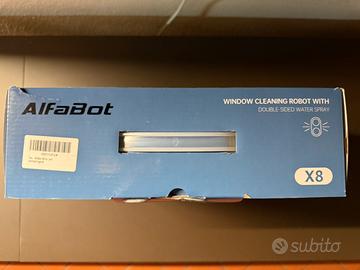 AlfaBot
WINDOW CLEANING ROBOT WITH
DOUBLE-SIDED WATER SPRAY
X8
subito